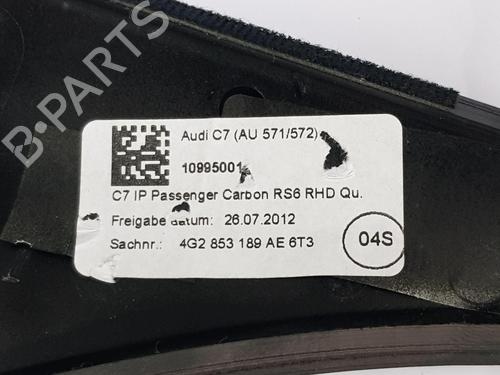 Audi C7 (AU 571/572)
10995001
C7 IP Passenger Carbon RS6 RHD Qu.
Freigabe datum: 26.07.2012
Sachnr.: 4G2 853 189 AE 6T3
04S
B-PARTS